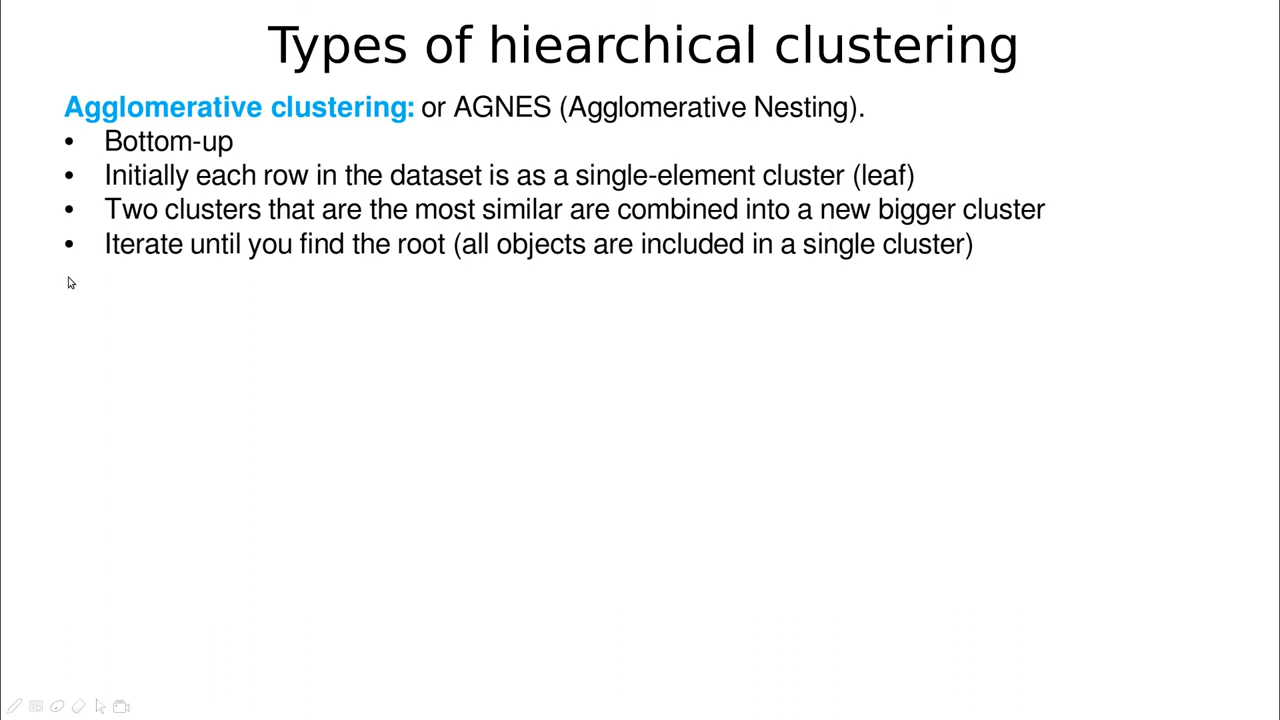 Types of hiearchical clustering
Agglomerative clustering: or AGNES (Agglomerative Nesting).
• Bottom-up
• Initially each row in the dataset is as a single-element cluster (leaf)
• Two clusters that are the most similar are combined into a new bigger cluster
• Iterate until you find the root (all objects are included in a single cluster)